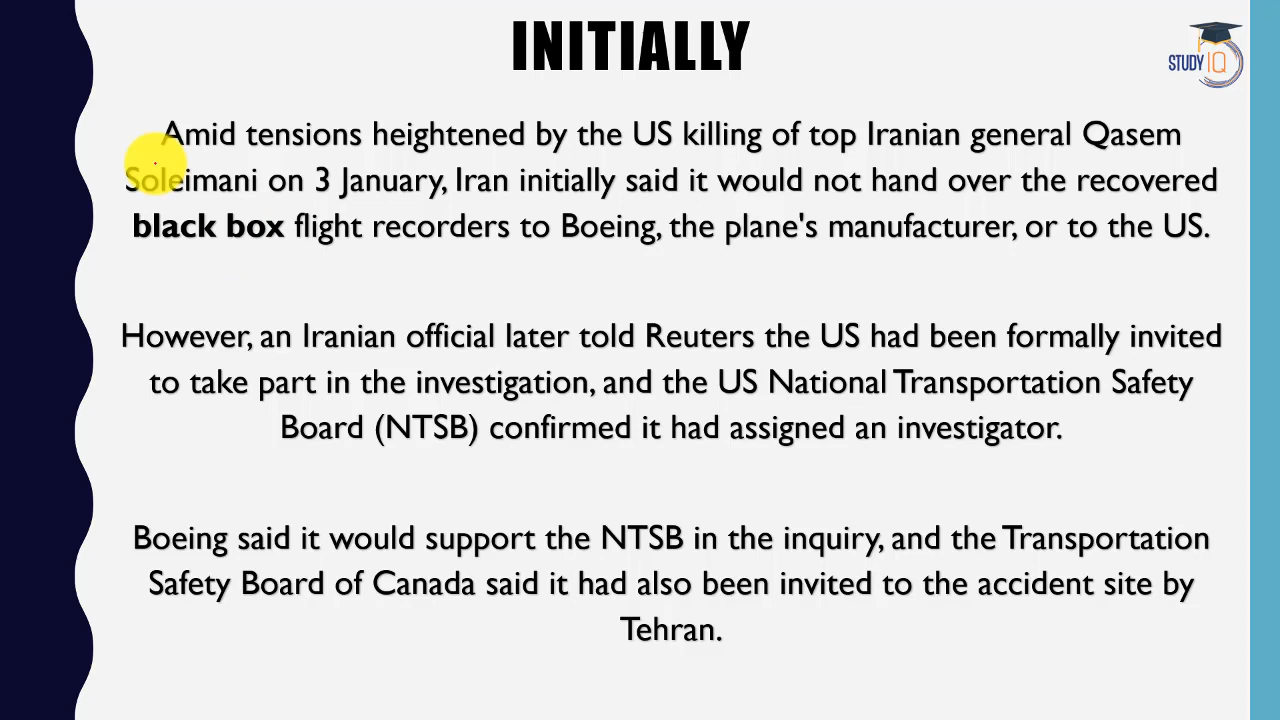 INITIALLY
STUDY IQ
Amid tensions heightened by the US killing of top Iranian general Qasem
Soleimani on 3 January, Iran initially said it would not hand over the recovered
black box flight recorders to Boeing, the plane's manufacturer, or to the US.
However, an Iranian official later told Reuters the US had been formally invited
to take part in the investigation, and the US National Transportation Safety
Board (NTSB) confirmed it had assigned an investigator.
Boeing said it would support the NTSB in the inquiry, and the Transportation
Safety Board of Canada said it had also been invited to the accident site by
Tehran.